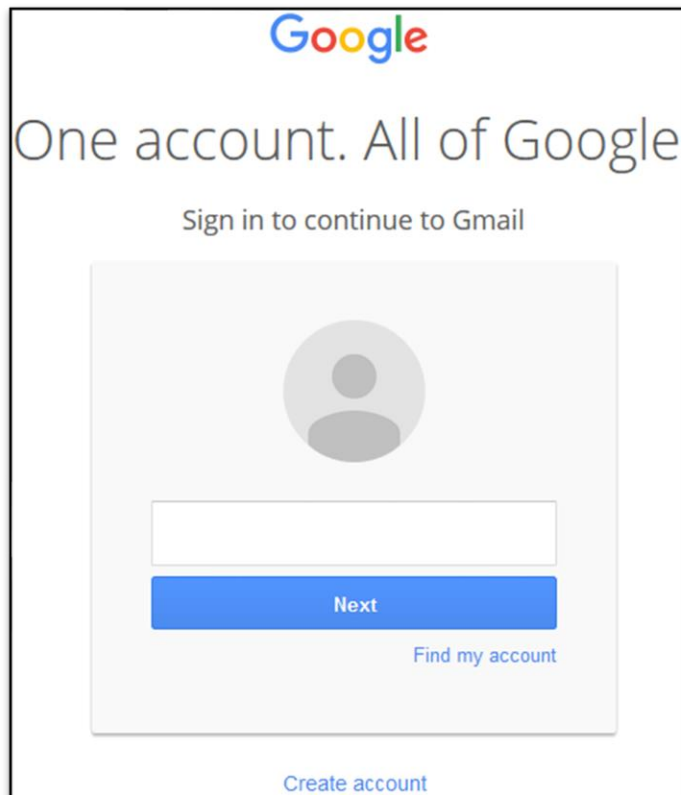 Google
One account. All of Google
Sign in to continue to Gmail
Next
Find my account
Create account